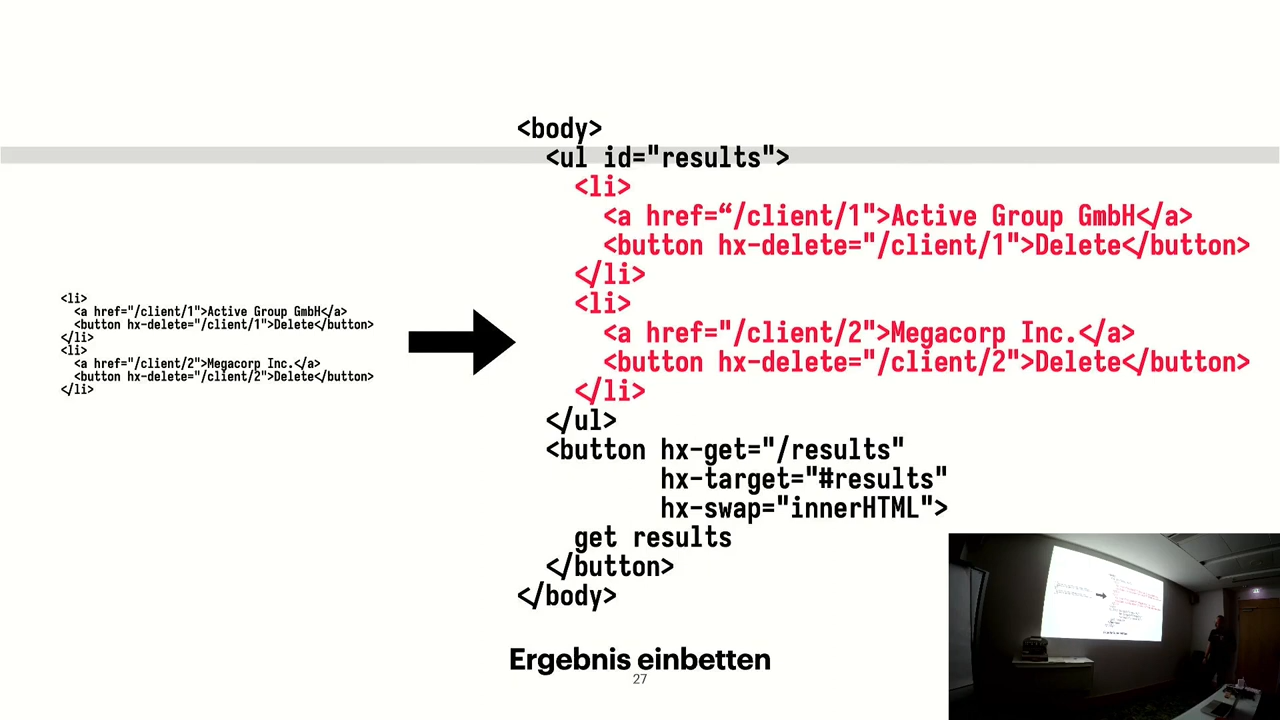 <li>
<a href="/client/1">Active Group GmbH</a>
<button hx-delete="/client/1">Delete</button>
</li>
<li>
<a href="/client/2">Megacorp Inc.</a>
<button hx-delete="/client/2">Delete</button>
</li>
<body>
<ul id="results">
<li>
<a href=“/client/1">Active Group GmbH</a>
<button hx-delete="/client/1">Delete</button>
</li>
<li>
<a href="/client/2">Megacorp Inc.</a>
<button hx-delete="/client/2">Delete</button>
</li>
</ul>
<button hx-get="/results"
hx-target="#results"
hx-swap="innerHTML">
get results
</button>
</body>
Ergebnis einbetten
27